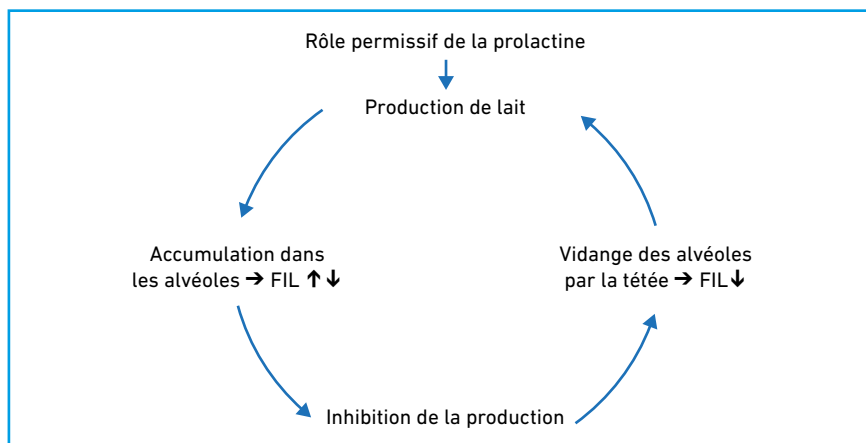 Rôle permissif de la prolactine
Production de lait
Accumulation dans
les alvéoles ➔ FIL ↑ ↓
Vidange des alvéoles
par la tétée ➔ FIL ↓
Inhibition de la production